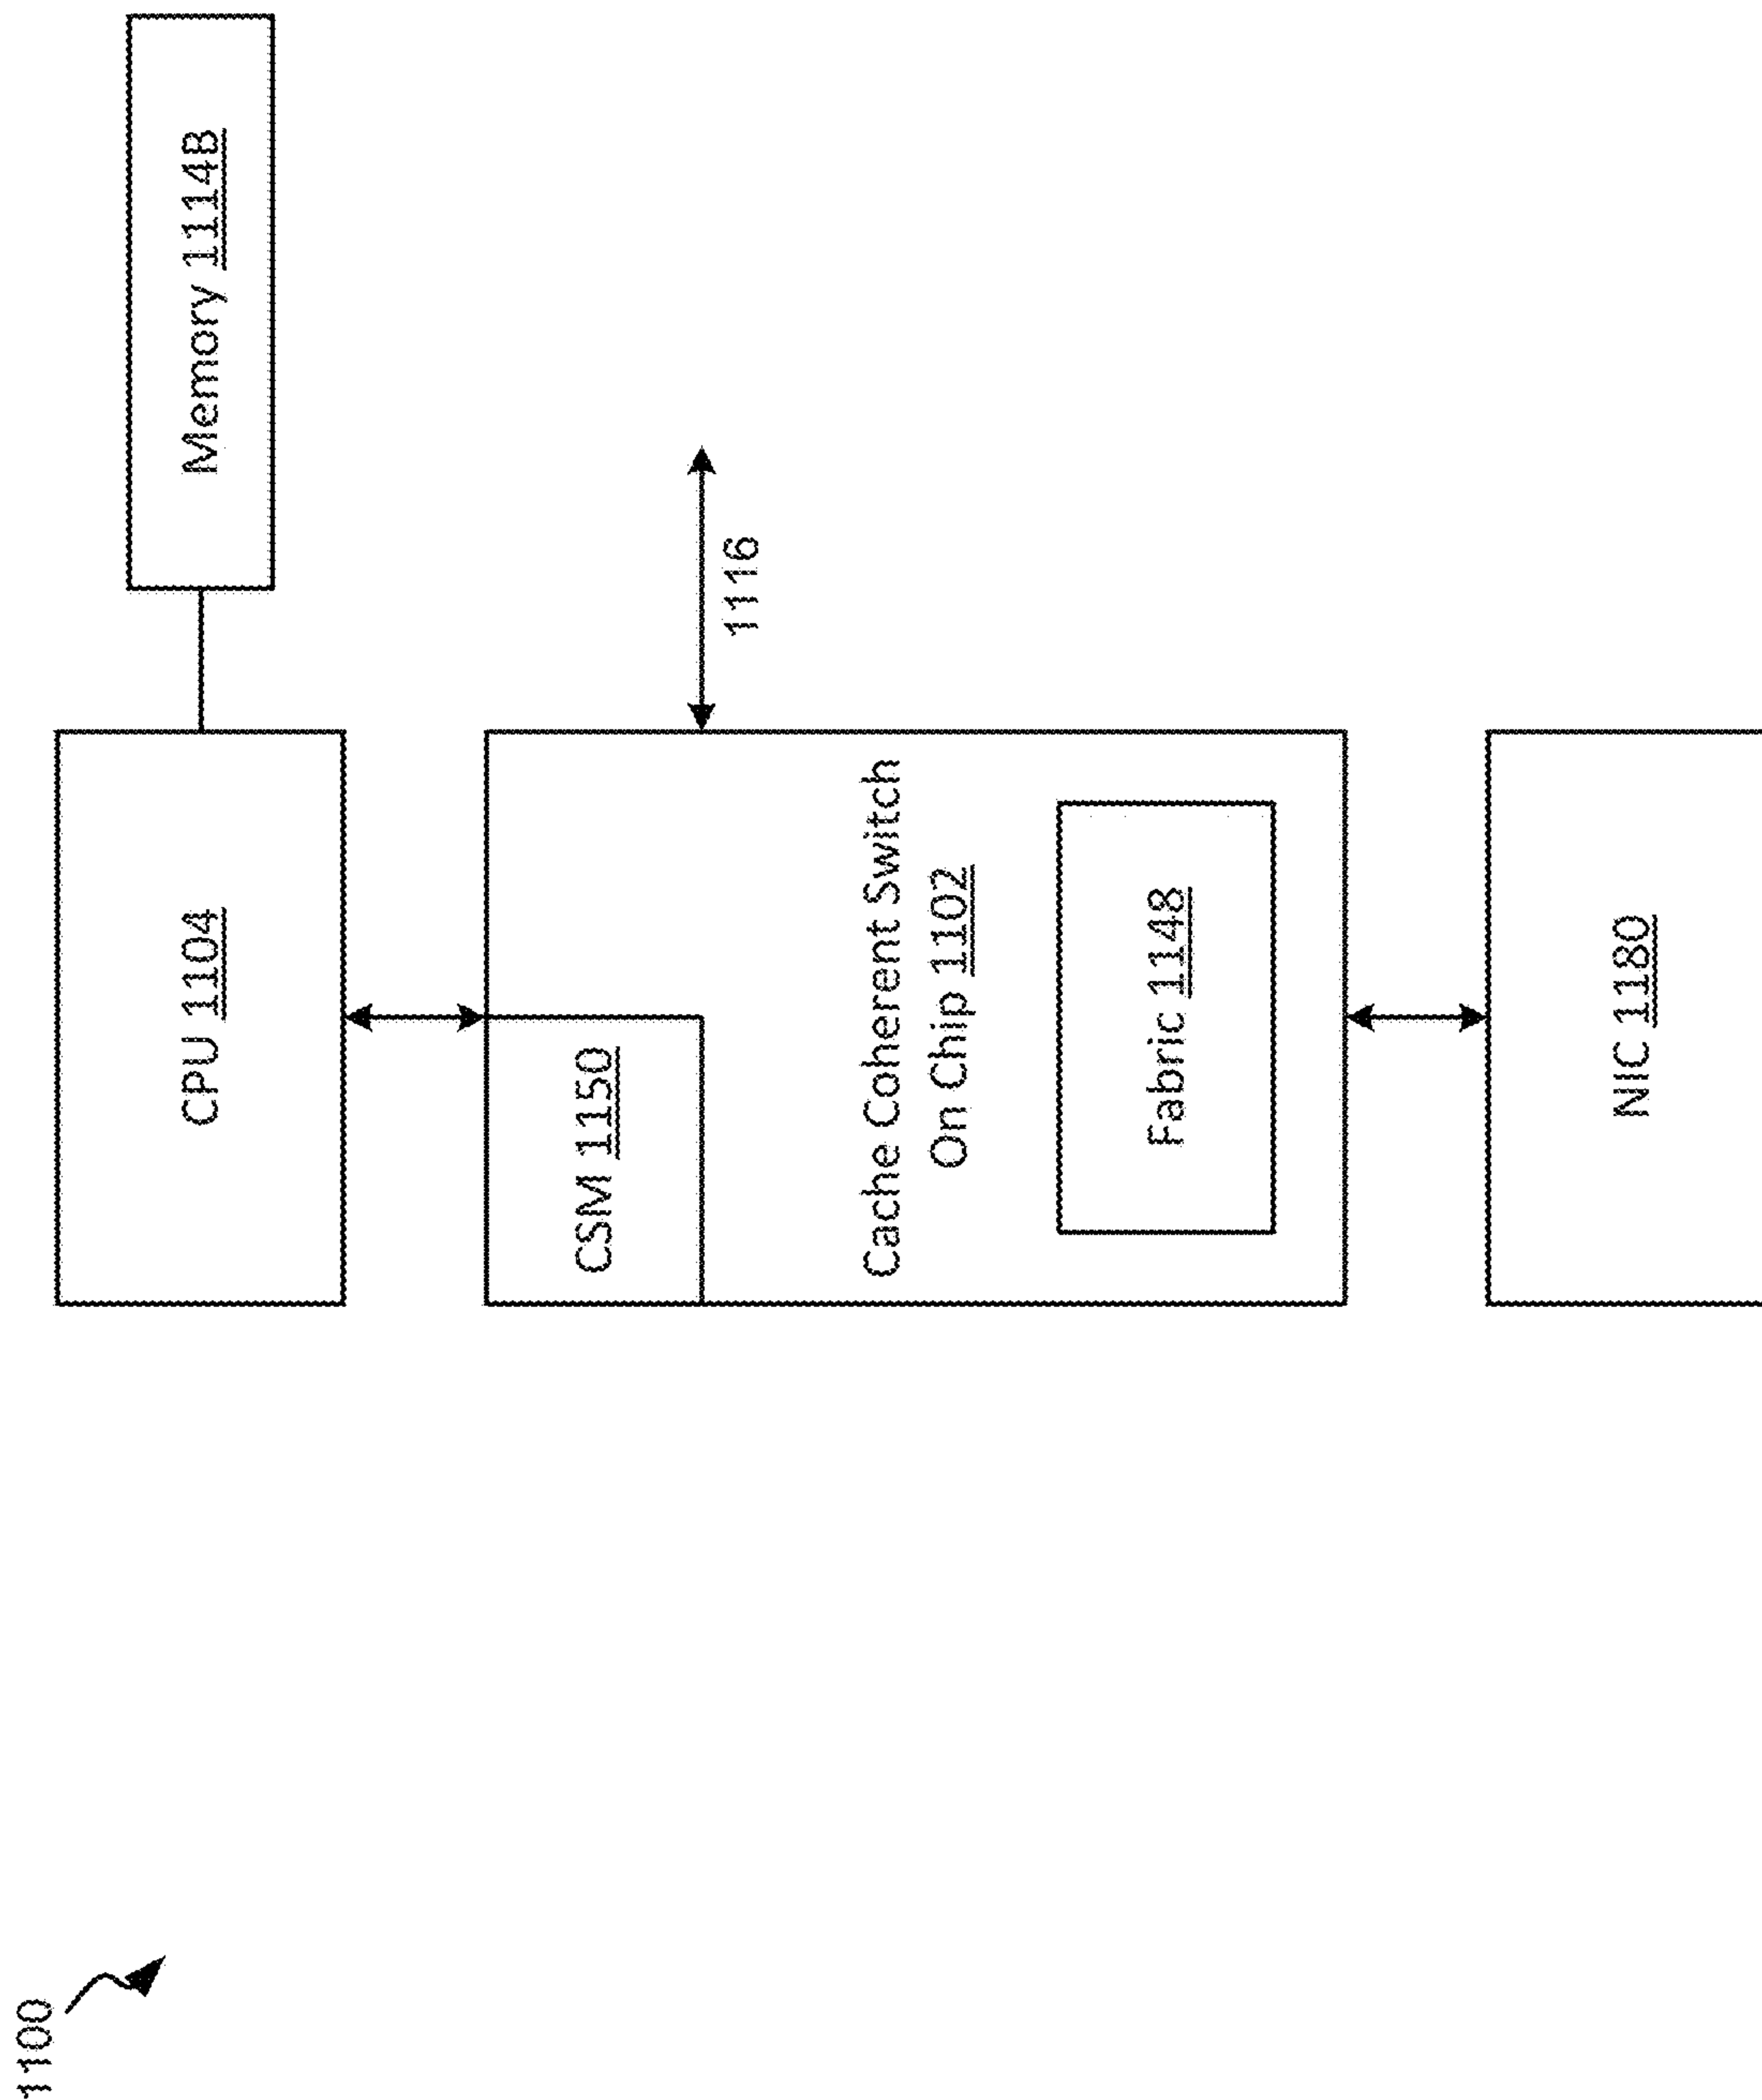 1100
CPU 1104
Memory 1114B
CSM 1150
1116
Cache Coherent Switch
On Chip 1102
Fabric 1148
NIC 1180